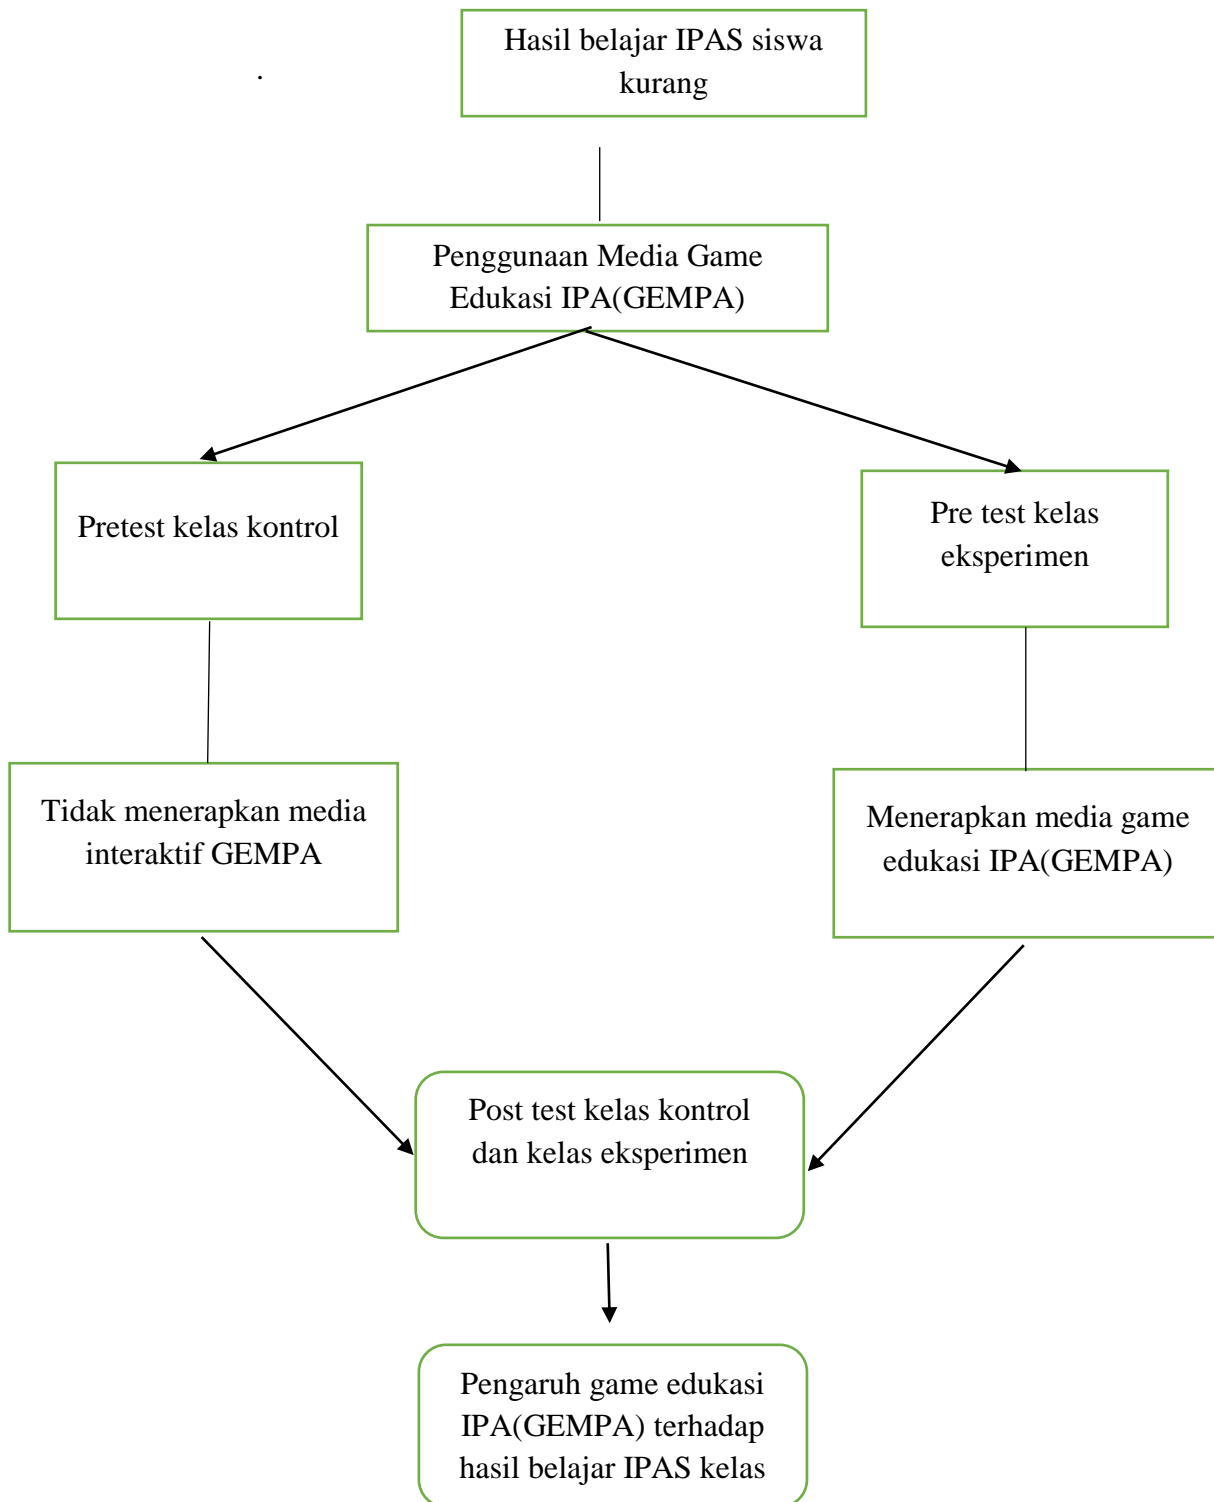 Hasil belajar IPAS siswa
kurang
.
Penggunaan Media Game
Edukasi IPA(GEMPA)
Pretest kelas kontrol
Pre test kelas
eksperimen
Tidak menerapkan media
interaktif GEMPA
Menerapkan media game
edukasi IPA(GEMPA)
Post test kelas kontrol
dan kelas eksperimen
Pengaruh game edukasi
IPA(GEMPA) terhadap
hasil belajar IPAS kelas